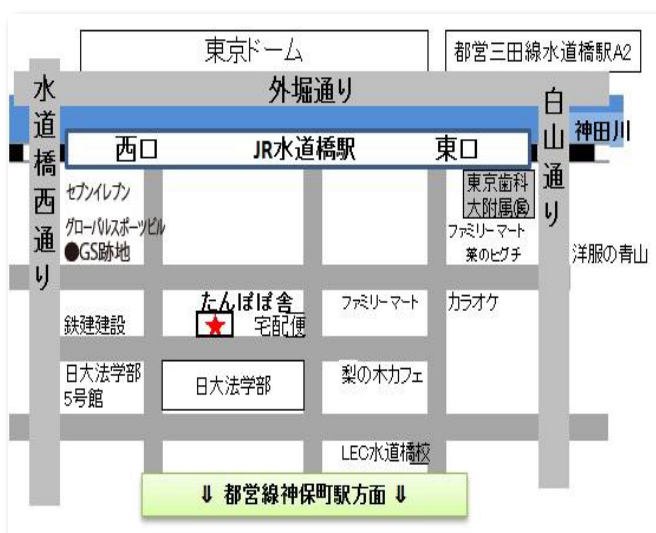 東京ドーム
都営三田線水道橋駅A2
水道橋西通り
外堀通り
白山通り
神田川
西口
JR水道橋駅
東口
セブンイレブン
グローバルスポーツビル
●GS跡地
東京歯科
大附属㊩
ファミリーマート
薬のヒグチ
洋服の青山
たんぽぽ舎
★
宅配便
鉄建建設
ファミリーマート
カラオケ
日大法学部
5号館
日大法学部
梨の木カフェ
LEC水道橋校
⇓ 都営線神保町駅方面 ⇓